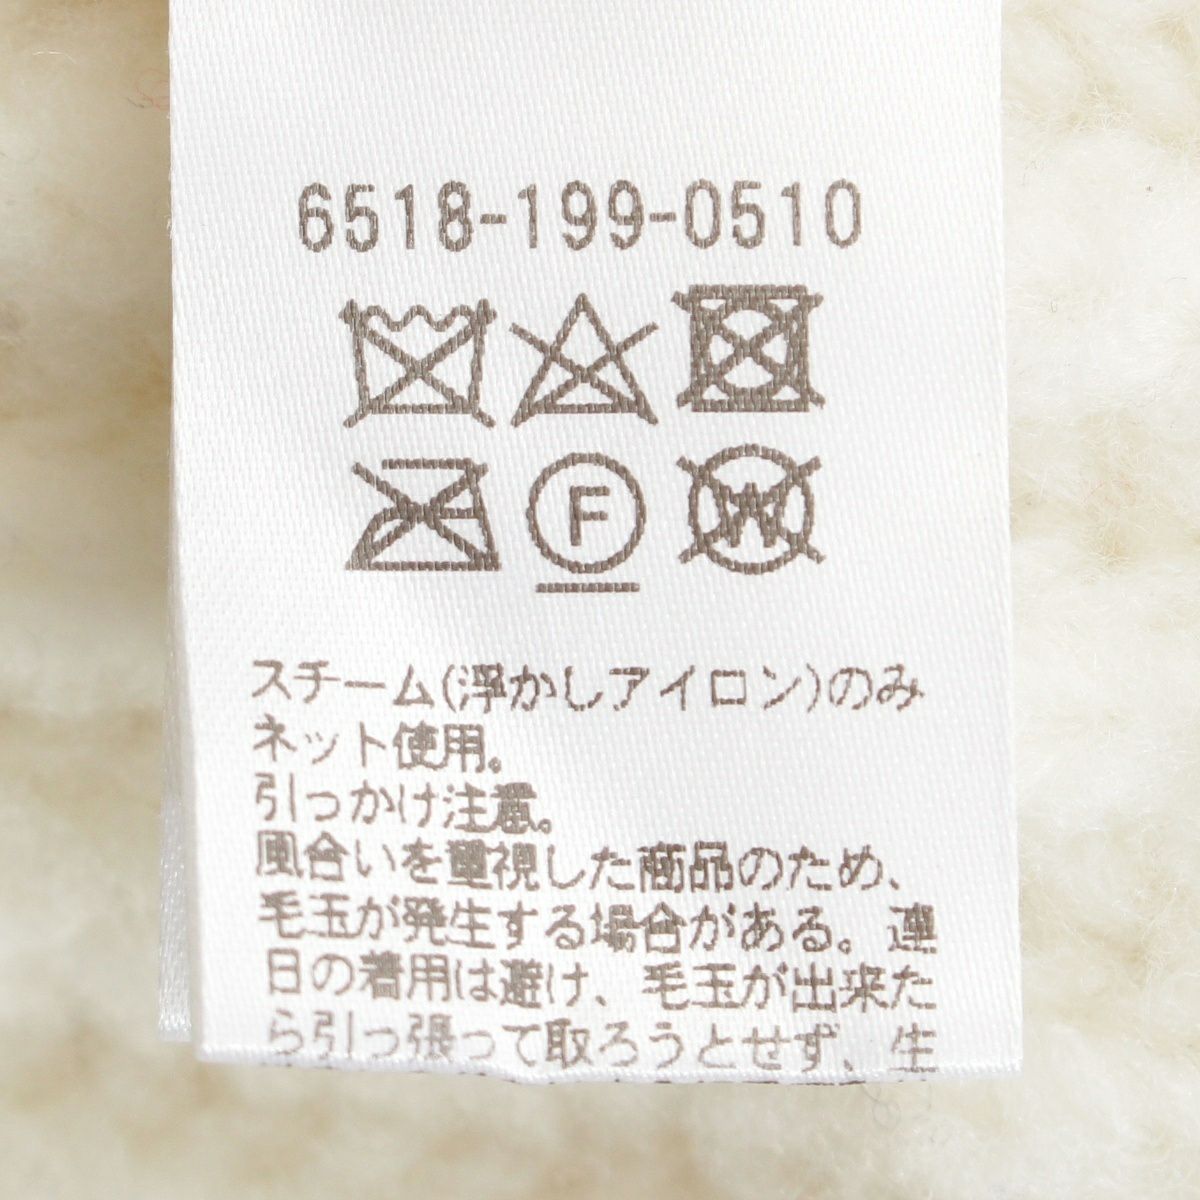 6518-199-0510
F
W
スチーム(浮かしアイロン)のみ
ネット使用。
引っかけ注意。
風合いを重視した商品のため、
毛玉が発生する場合がある。連
日の着用は避け、毛玉が出来た
ら引っ張って取ろうとせず、生